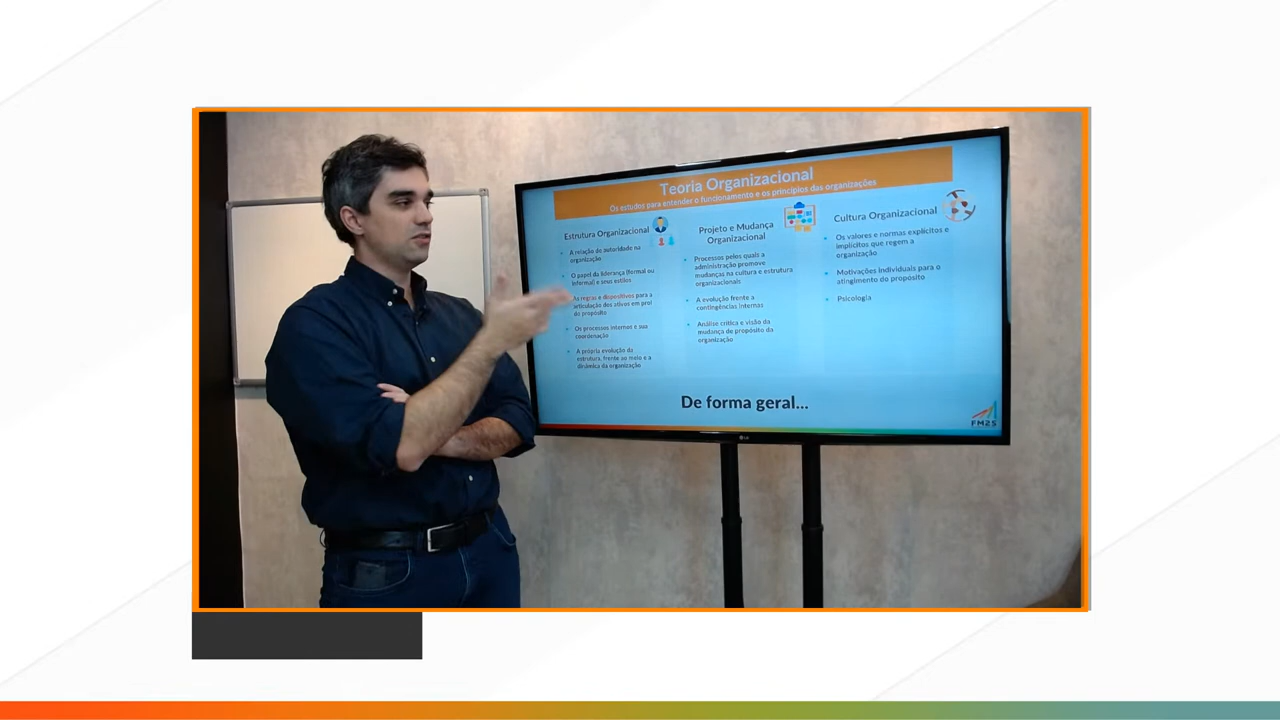 Teoria Organizacional
Os estudos para entender o funcionamento e os princípios das organizações
Estrutura Organizacional
A relação de autoridade na
organização
O papel da liderança (formal ou
informal) e seus estilos
As regras e dispositivos para a
articulação dos ativos em prol
do propósito
Os processos internos e sua
coordenação
A própria evolução da
estrutura, frente ao meio e a
dinâmica da organização
Projeto e Mudança
Organizacional
Processos pelos quais a
administração promove
mudanças na cultura e estrutura
organizacionais
A evolução frente a
contingências internas
Análise crítica e visão da
mudança de propósito da
organização
Cultura Organizacional
Os valores e normas explícitos e
implícitos que regem a
organização
Motivações individuais para o
atingimento do propósito
Psicologia
De forma geral...
FM2S
LG